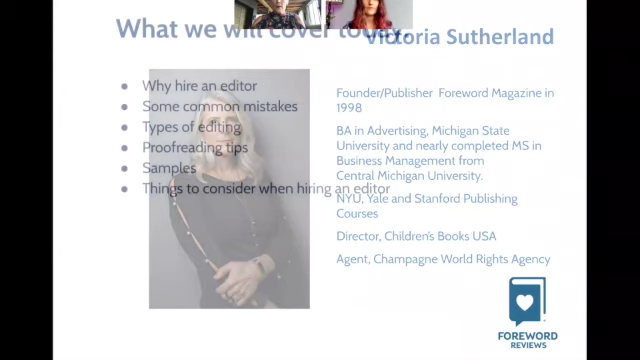 What we will cover today
Victoria Sutherland
Why hire an editor
Some common mistakes
Types of editing
Proofreading tips
Samples
Things to consider when hiring an editor
Founder/Publisher Foreword Magazine in
1998
BA in Advertising, Michigan State
University and nearly completed MS in
Business Management from
Central Michigan University.
NYU, Yale and Stanford Publishing
Courses
Director, Children's Books USA
Agent, Champagne World Rights Agency
FOREWORD
REVIEWS